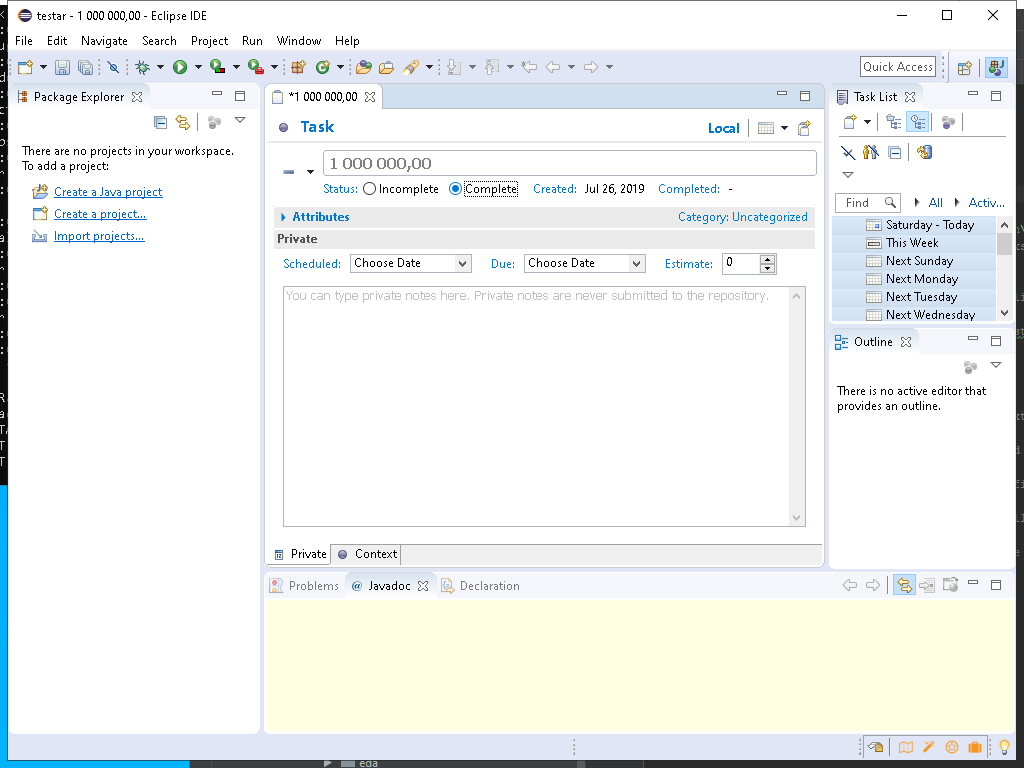 testar - 1 000 000,00 - Eclipse IDE
File Edit Navigate Search Project Run Window Help
Quick Access
Package Explorer
There are no projects in your workspace.
To add a project:
Create a Java project
Create a project...
Import projects...
*1 000 000,00
Task
Local
1 000 000,00
Status: Incomplete Complete Created: Jul 26, 2019 Completed: -
Attributes Category: Uncategorized
Private
Scheduled: Choose Date Due: Choose Date Estimate: 0
You can type private notes here. Private notes are never submitted to the repository.
Private Context
Problems @ Javadoc Declaration
Task List
Find All Activ...
Saturday - Today
This Week
Next Sunday
Next Monday
Next Tuesday
Next Wednesday
Outline
There is no active editor that
provides an outline.
eda